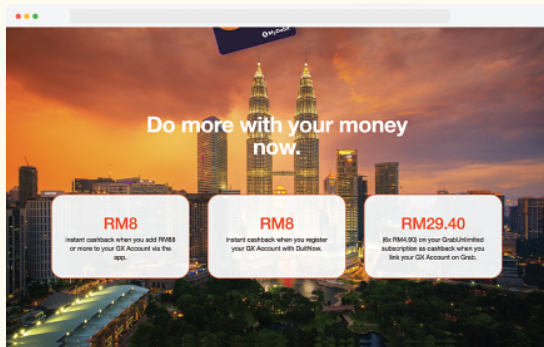 MyDebit
Do more with your money
now.
RM8
instant cashback when you add RM88
or more to your GX Account via the
app.
RM8
instant cashback when you register
your GX Account with DuitNow.
RM29.40
(6x RM4.90) on your GrabUnlimited
subscription as cashback when you
link your GX Account on Grab.